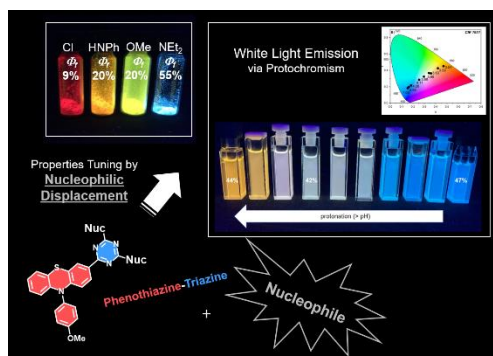 Cl HNPh OMe NEt₂
Φf Φf Φf Φf
9% 20% 20% 55%
White Light Emission
via Protochromism
Properties Tuning by
Nucleophilic
Displacement
44% 43% 47%
protonation (> pH)
Nuc
N
N N
Nuc
S
N
OMe
Phenothiazine-Triazine
+
Nucleophile